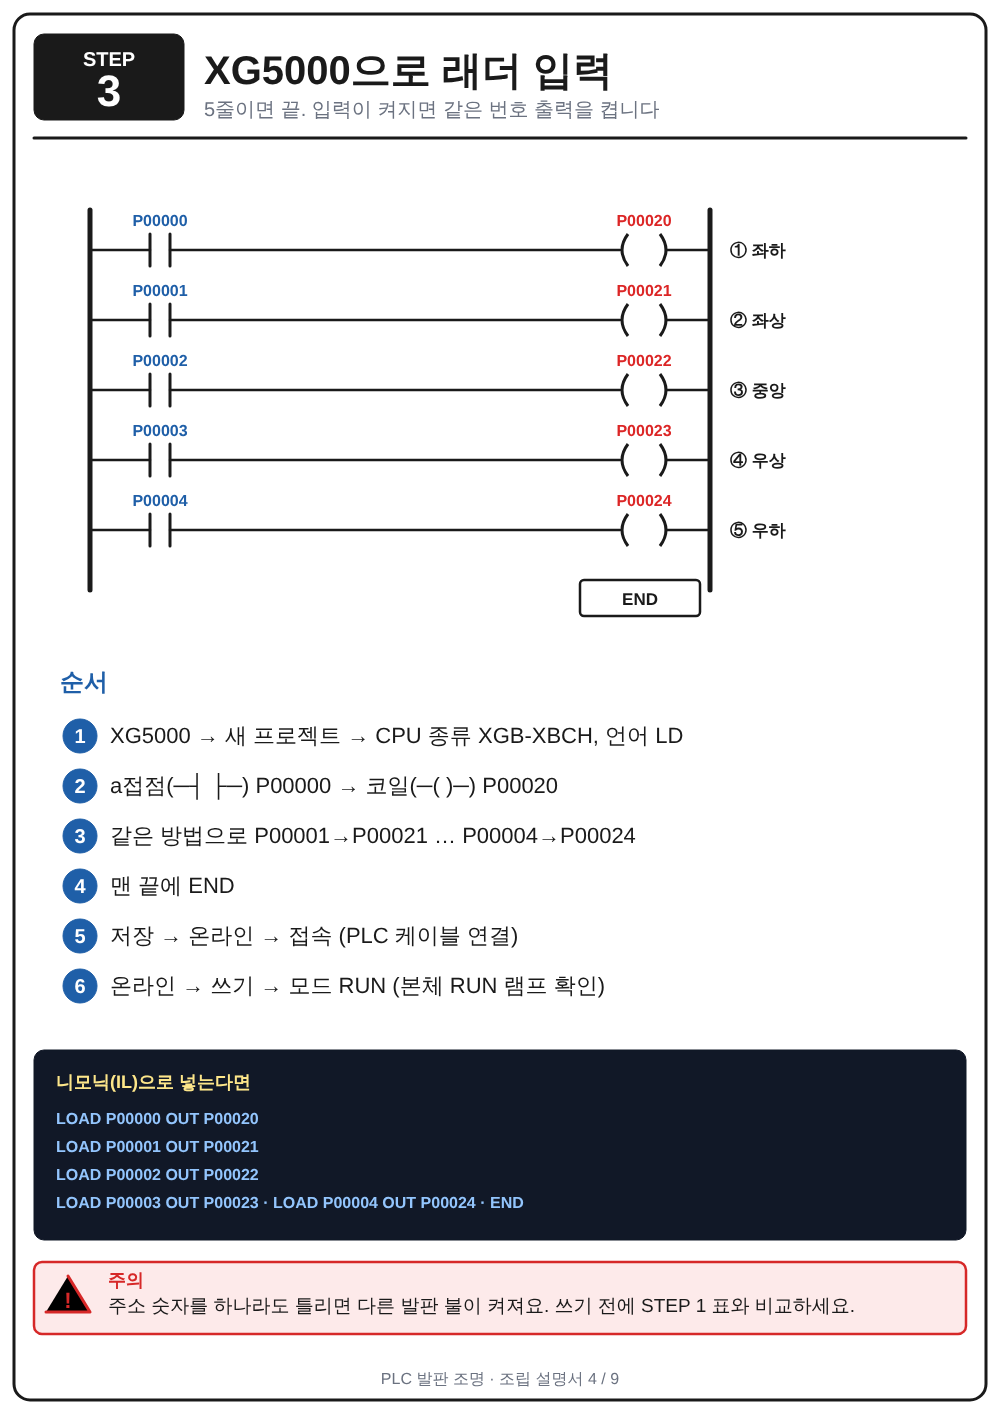 STEP
3
XG5000으로 래더 입력
5줄이면 끝. 입력이 켜지면 같은 번호 출력을 켭니다
P00000 P00020
① 좌하
P00001 P00021
② 좌상
P00002 P00022
③ 중앙
P00003 P00023
④ 우상
P00004 P00024
⑤ 우하
END
순서
1 XG5000 → 새 프로젝트 → CPU 종류 XGB-XBCH, 언어 LD
2 a접점(─┤ ├─) P00000 → 코일(─( )─) P00020
3 같은 방법으로 P00001→P00021 … P00004→P00024
4 맨 끝에 END
5 저장 → 온라인 → 접속 (PLC 케이블 연결)
6 온라인 → 쓰기 → 모드 RUN (본체 RUN 램프 확인)
니모닉(IL)으로 넣는다면
LOAD P00000 OUT P00020
LOAD P00001 OUT P00021
LOAD P00002 OUT P00022
LOAD P00003 OUT P00023 · LOAD P00004 OUT P00024 · END
주의
! 주소 숫자를 하나라도 틀리면 다른 발판 불이 켜져요. 쓰기 전에 STEP 1 표와 비교하세요.
PLC 발판 조명 · 조립 설명서 4 / 9